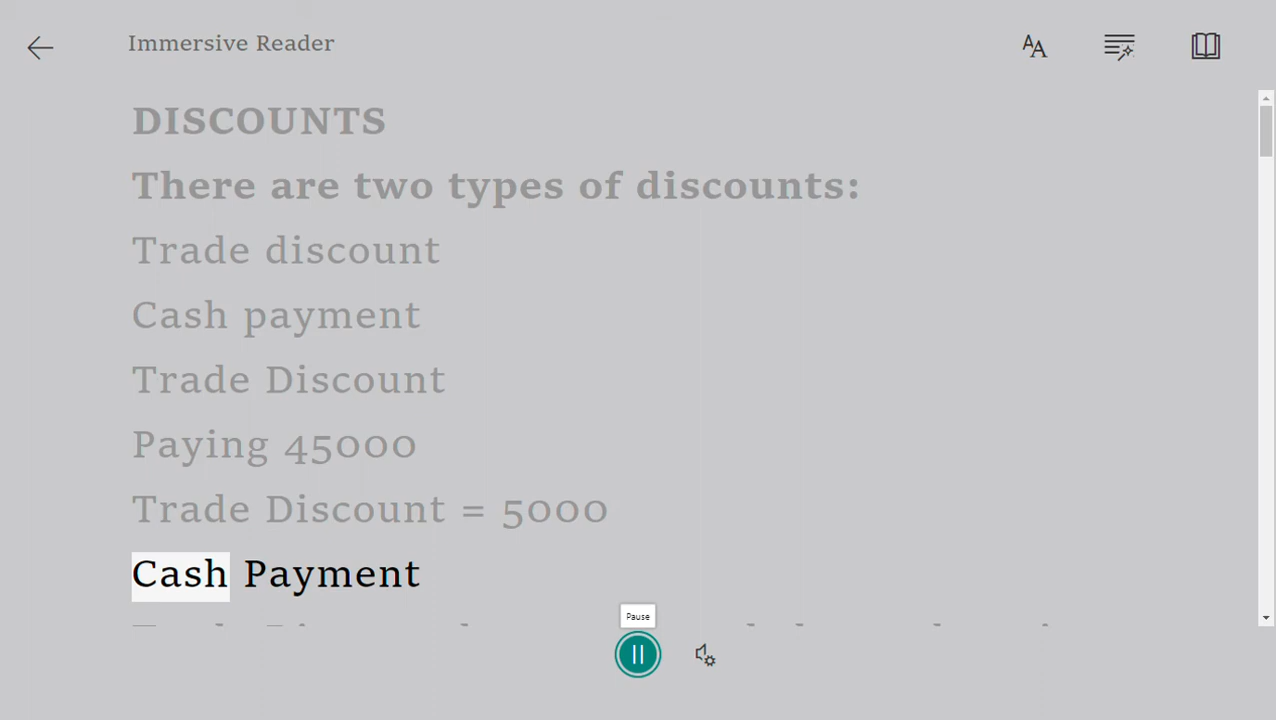 Immersive Reader
DISCOUNTS
There are two types of discounts:
Trade discount
Cash payment
Trade Discount
Paying 45000
Trade Discount = 5000
Cash Payment
Pause